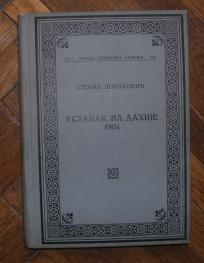 СРПСКА КЊИЖЕВНА ЗАДРУГА
СТОЈАН НОВАКОВИЋ
УСТАНАК НА ДАХИЈЕ
1804